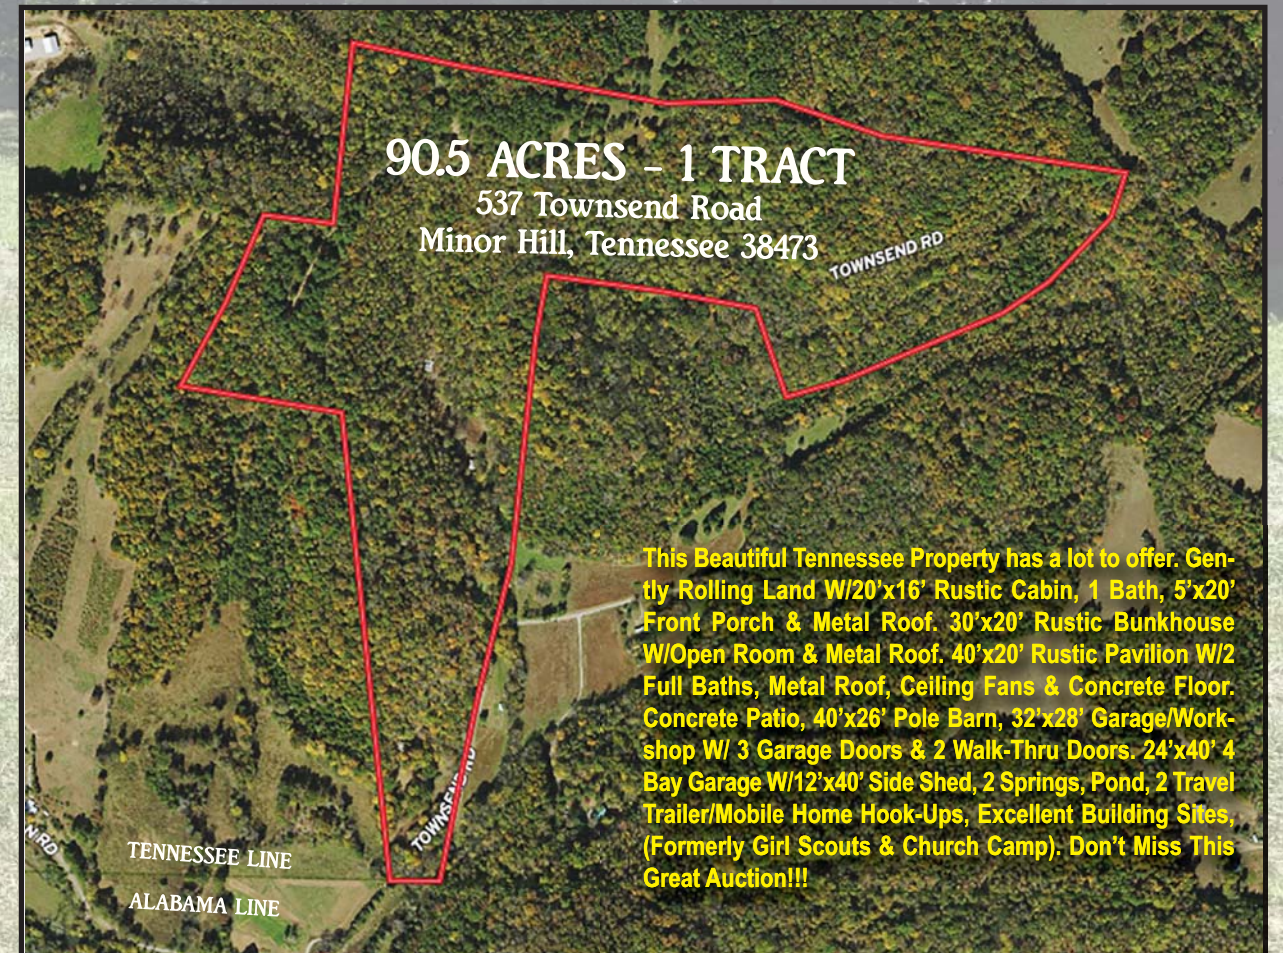 90.5 ACRES - 1 TRACT
537 Townsend Road
Minor Hill, Tennessee 38473
TOWNSEND RD
This Beautiful Tennessee Property has a lot to offer. Gen-
tly Rolling Land W/20'x16' Rustic Cabin, 1 Bath, 5'x20'
Front Porch & Metal Roof. 30'x20' Rustic Bunkhouse
W/Open Room & Metal Roof. 40'x20' Rustic Pavilion W/2
Full Baths, Metal Roof, Ceiling Fans & Concrete Floor.
Concrete Patio, 40'x26' Pole Barn, 32'x28' Garage/Work-
shop W/ 3 Garage Doors & 2 Walk-Thru Doors. 24'x40' 4
Bay Garage W/12'x40' Side Shed, 2 Springs, Pond, 2 Travel
Trailer/Mobile Home Hook-Ups, Excellent Building Sites,
(Formerly Girl Scouts & Church Camp). Don't Miss This
Great Auction!!!
TOWNSEND RD
N RD
TENNESSEE LINE
ALABAMA LINE